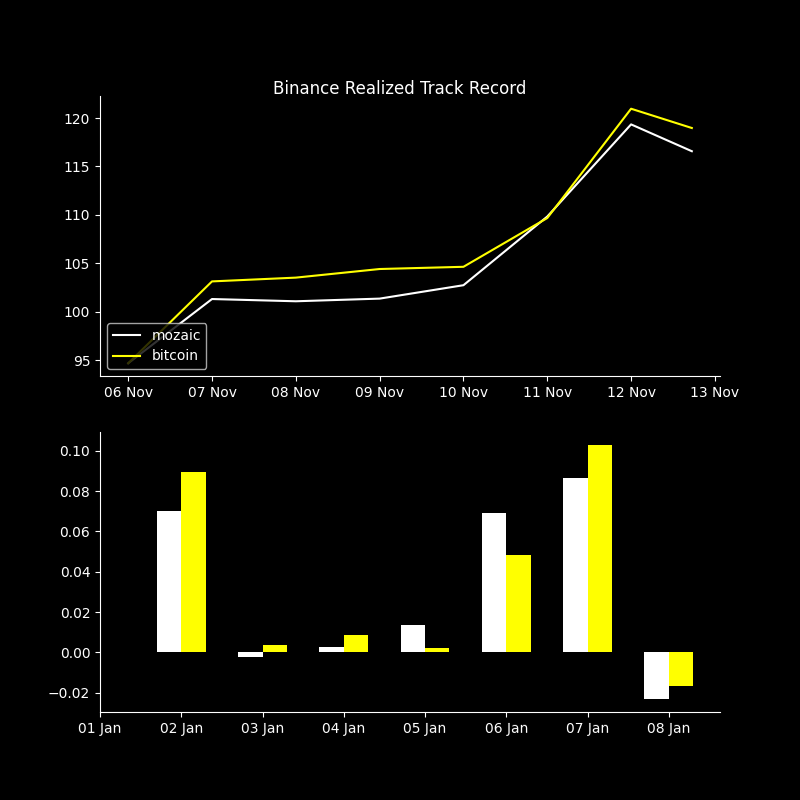 Binance Realized Track Record
120
115
110
105
100
95
mozaic
bitcoin
06 Nov 07 Nov 08 Nov 09 Nov 10 Nov 11 Nov 12 Nov 13 Nov
0.10
0.08
0.06
0.04
0.02
0.00
−0.02
01 Jan 02 Jan 03 Jan 04 Jan 05 Jan 06 Jan 07 Jan 08 Jan